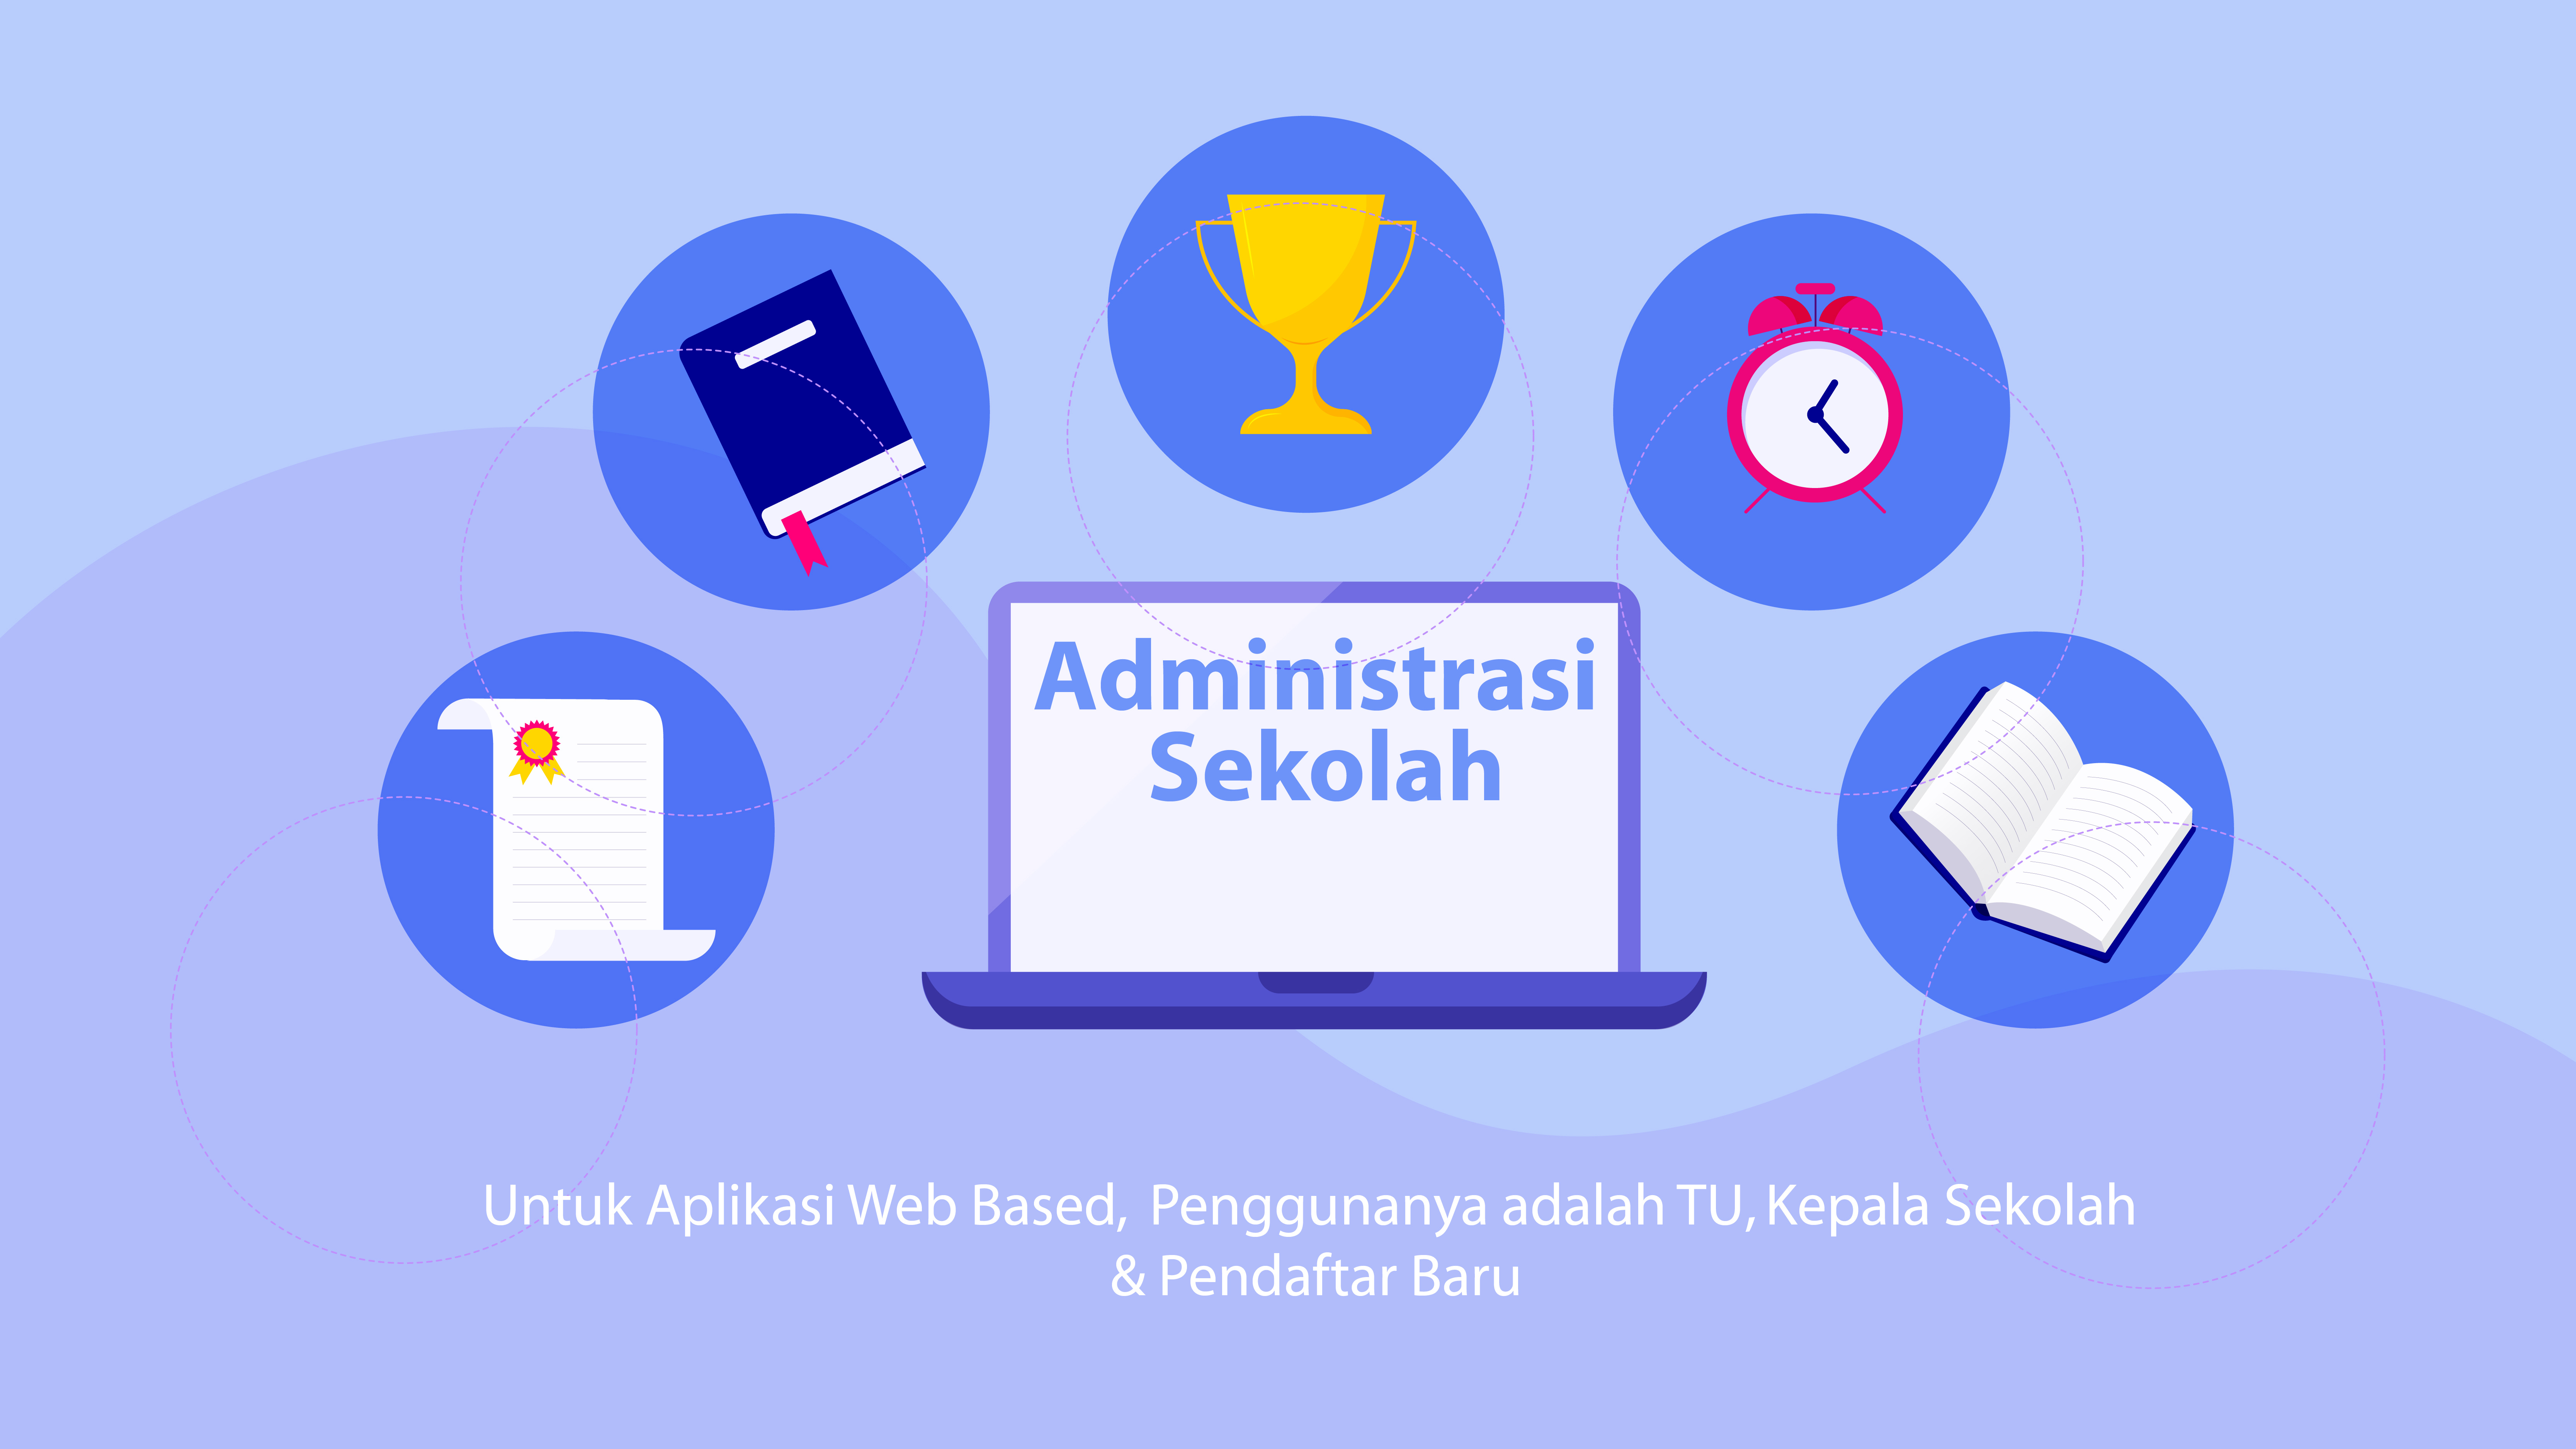 Administrasi
Sekolah
Untuk Aplikasi Web Based, Penggunanya adalah TU, Kepala Sekolah
& Pendaftar Baru